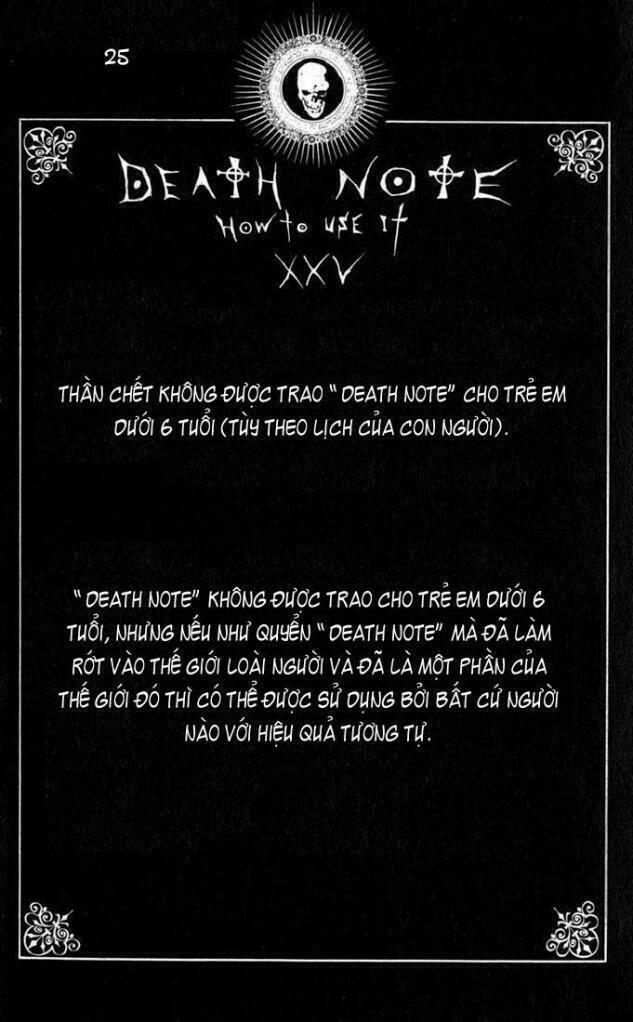 25
DEATH NOTE
HOW TO USE IT
XXV
THẦN CHẾT KHÔNG ĐƯỢC TRAO “ DEATH NOTE” CHO TRẺ EM
DƯỚI 6 TUỔI (TÙY THEO LỊCH CỦA CON NGƯỜI).
“ DEATH NOTE” KHÔNG ĐƯỢC TRAO CHO TRẺ EM DƯỚI 6
TUỔI, NHƯNG NẾU NHƯ QUYỂN “ DEATH NOTE” MÀ ĐÃ LÀM
RỚT VÀO THẾ GIỚI LOÀI NGƯỜI VÀ ĐÃ LÀ MỘT PHẦN CỦA
THẾ GIỚI ĐÓ THÌ CÓ THỂ ĐƯỢC SỬ DỤNG BỞI BẤT CỨ NGƯỜI
NÀO VỚI HIỆU QUẢ TƯƠNG TỰ.